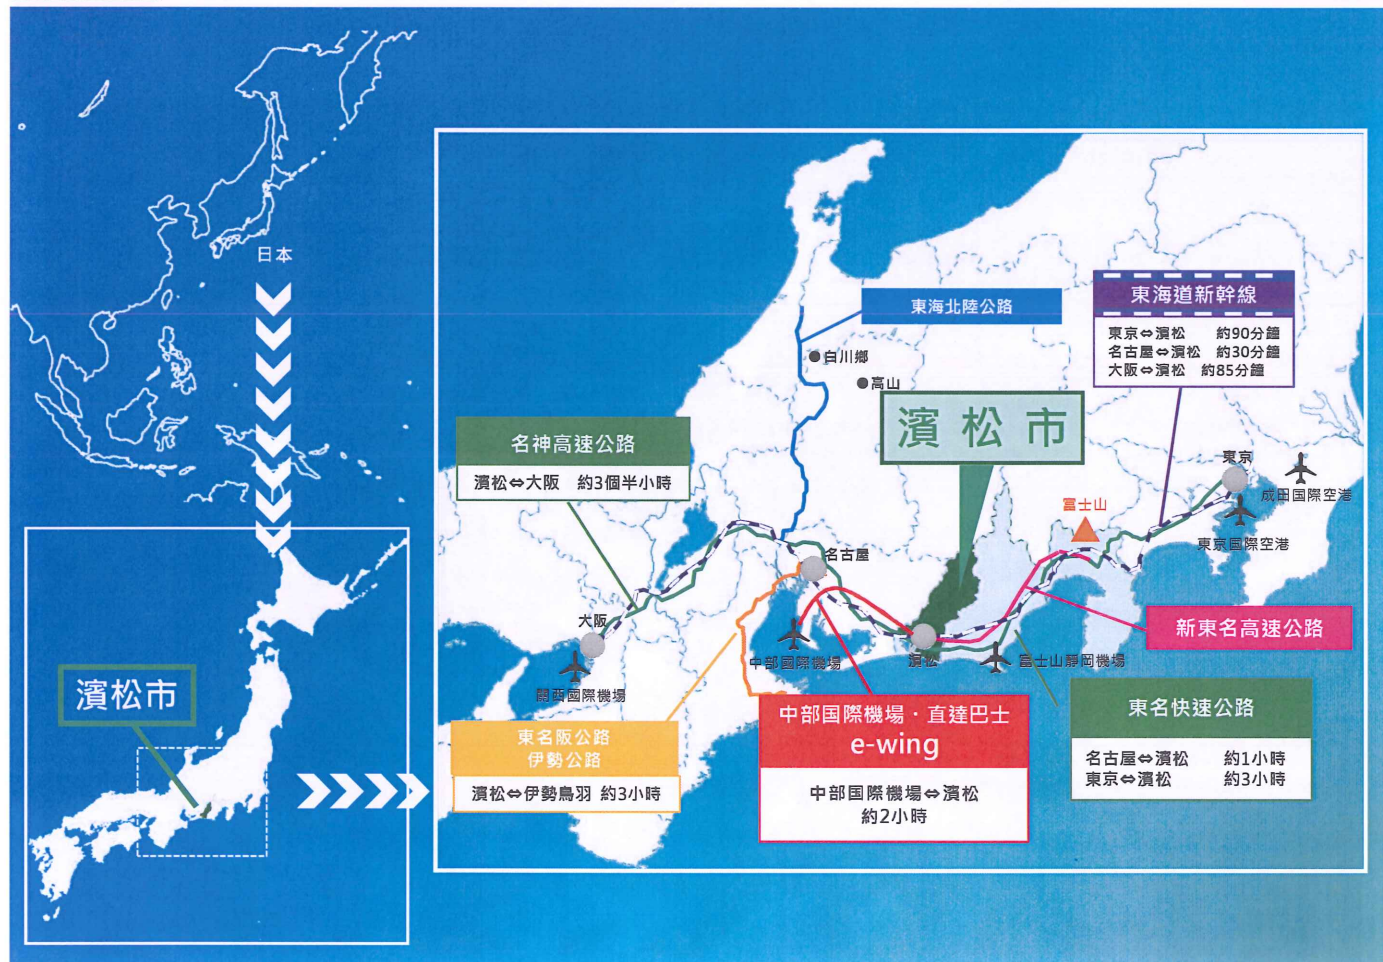 日本
濱松市
東海北陸公路
白川鄉
高山
東海道新幹線
東京⇔濱松 約90分鐘
名古屋⇔濱松 約30分鐘
大阪⇔濱松 約85分鐘
濱松市
名神高速公路
濱松⇔大阪 約3個半小時
東京
成田国際空港
富士山
東京國際空港
名古屋
大阪
關西國際機場
中部國際機場
濱松
富士山靜岡機場
新東名高速公路
東名阪公路
伊勢公路
濱松⇔伊勢鳥羽 約3小時
中部国際機場・直達巴士
e-wing
中部国際機場⇔濱松
約2小時
東名快速公路
名古屋⇔濱松 約1小時
東京⇔濱松 約3小時